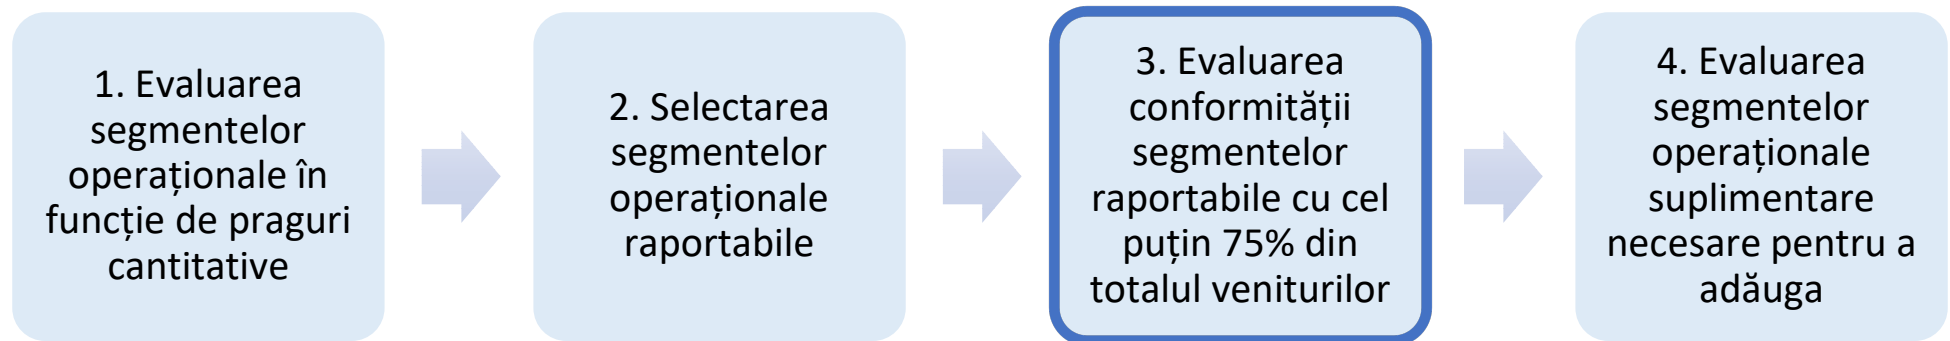 1. Evaluarea
segmentelor
operaționale în
funcție de praguri
cantitative
2. Selectarea
segmentelor
operaționale
raportabile
3. Evaluarea
conformității
segmentelor
raportabile cu cel
puțin 75% din
totalul veniturilor
4. Evaluarea
segmentelor
operaționale
suplimentare
necesare pentru a
adăuga